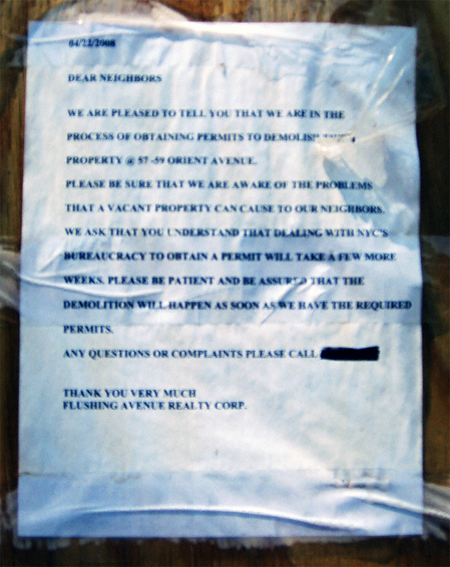 04/22/2008
DEAR NEIGHBORS
WE ARE PLEASED TO TELL YOU THAT WE ARE IN THE
PROCESS OF OBTAINING PERMITS TO DEMOLISH
PROPERTY @ 57 -59 ORIENT AVENUE.
PLEASE BE SURE THAT WE ARE AWARE OF THE PROBLEMS
THAT A VACANT PROPERTY CAN CAUSE TO OUR NEIGHBORS.
WE ASK THAT YOU UNDERSTAND THAT DEALING WITH NYC'S
BUREAUCRACY TO OBTAIN A PERMIT WILL TAKE A FEW MORE
WEEKS. PLEASE BE PATIENT AND BE ASSURED THAT THE
DEMOLITION WILL HAPPEN AS SOON AS WE HAVE THE REQUIRED
PERMITS.
ANY QUESTIONS OR COMPLAINTS PLEASE CALL
THANK YOU VERY MUCH
FLUSHING AVENUE REALTY CORP.